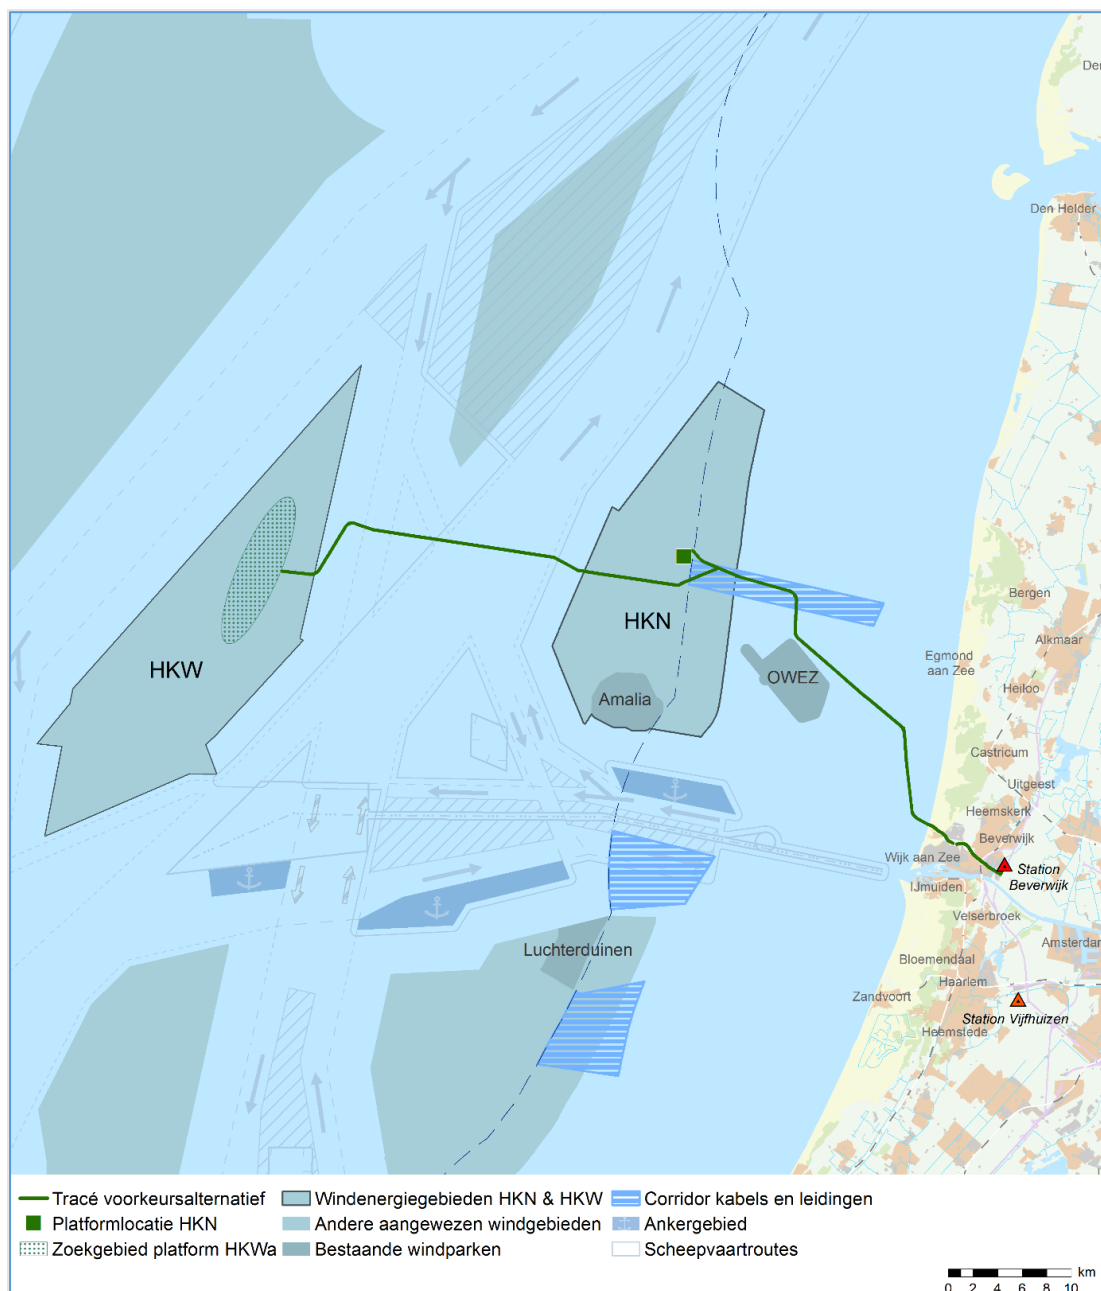 Den
Den Helder
Bergen
HKN
Alkmaar
Egmond
aan Zee
HKW
OWEZ
Heiloo
Amalia
Castricum
Uitgeest
Heemskerk
Beverwijk
Wijk aan Zee
Station
Beverwijk
IJmuiden
Velserbroek
Amsterdam
Luchterduinen
Bloemendaal
Haarlem
Zandvoort
Station Vijfhuizen
Heemstede
Tracé voorkeursalternatief
Windenergiegebieden HKN & HKW
Corridor kabels en leidingen
Platformlocatie HKN
Andere aangewezen windgebieden
Ankergebied
Zoekgebied platform HKWa
Bestaande windparken
Scheepvaartroutes
km
0 2 4 6 8 10